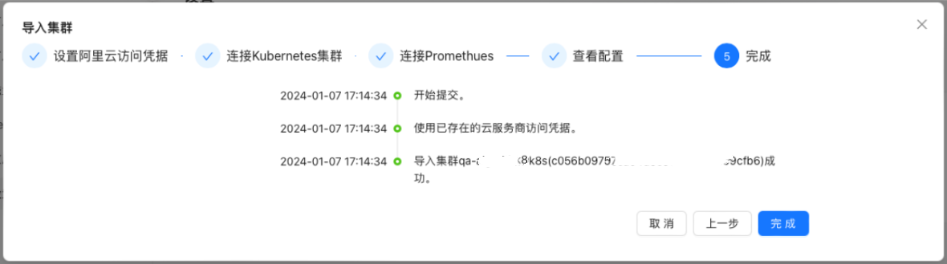 导入集群
设置阿里云访问凭据 连接Kubernetes集群 连接Promethues 查看配置 5 完成
2024-01-07 17:14:34 开始提交。
2024-01-07 17:14:34 使用已存在的云服务商访问凭据。
2024-01-07 17:14:34 导入集群qa- k8s(c056b0979 9cfb6)成
功。
取 消 上一步 完 成